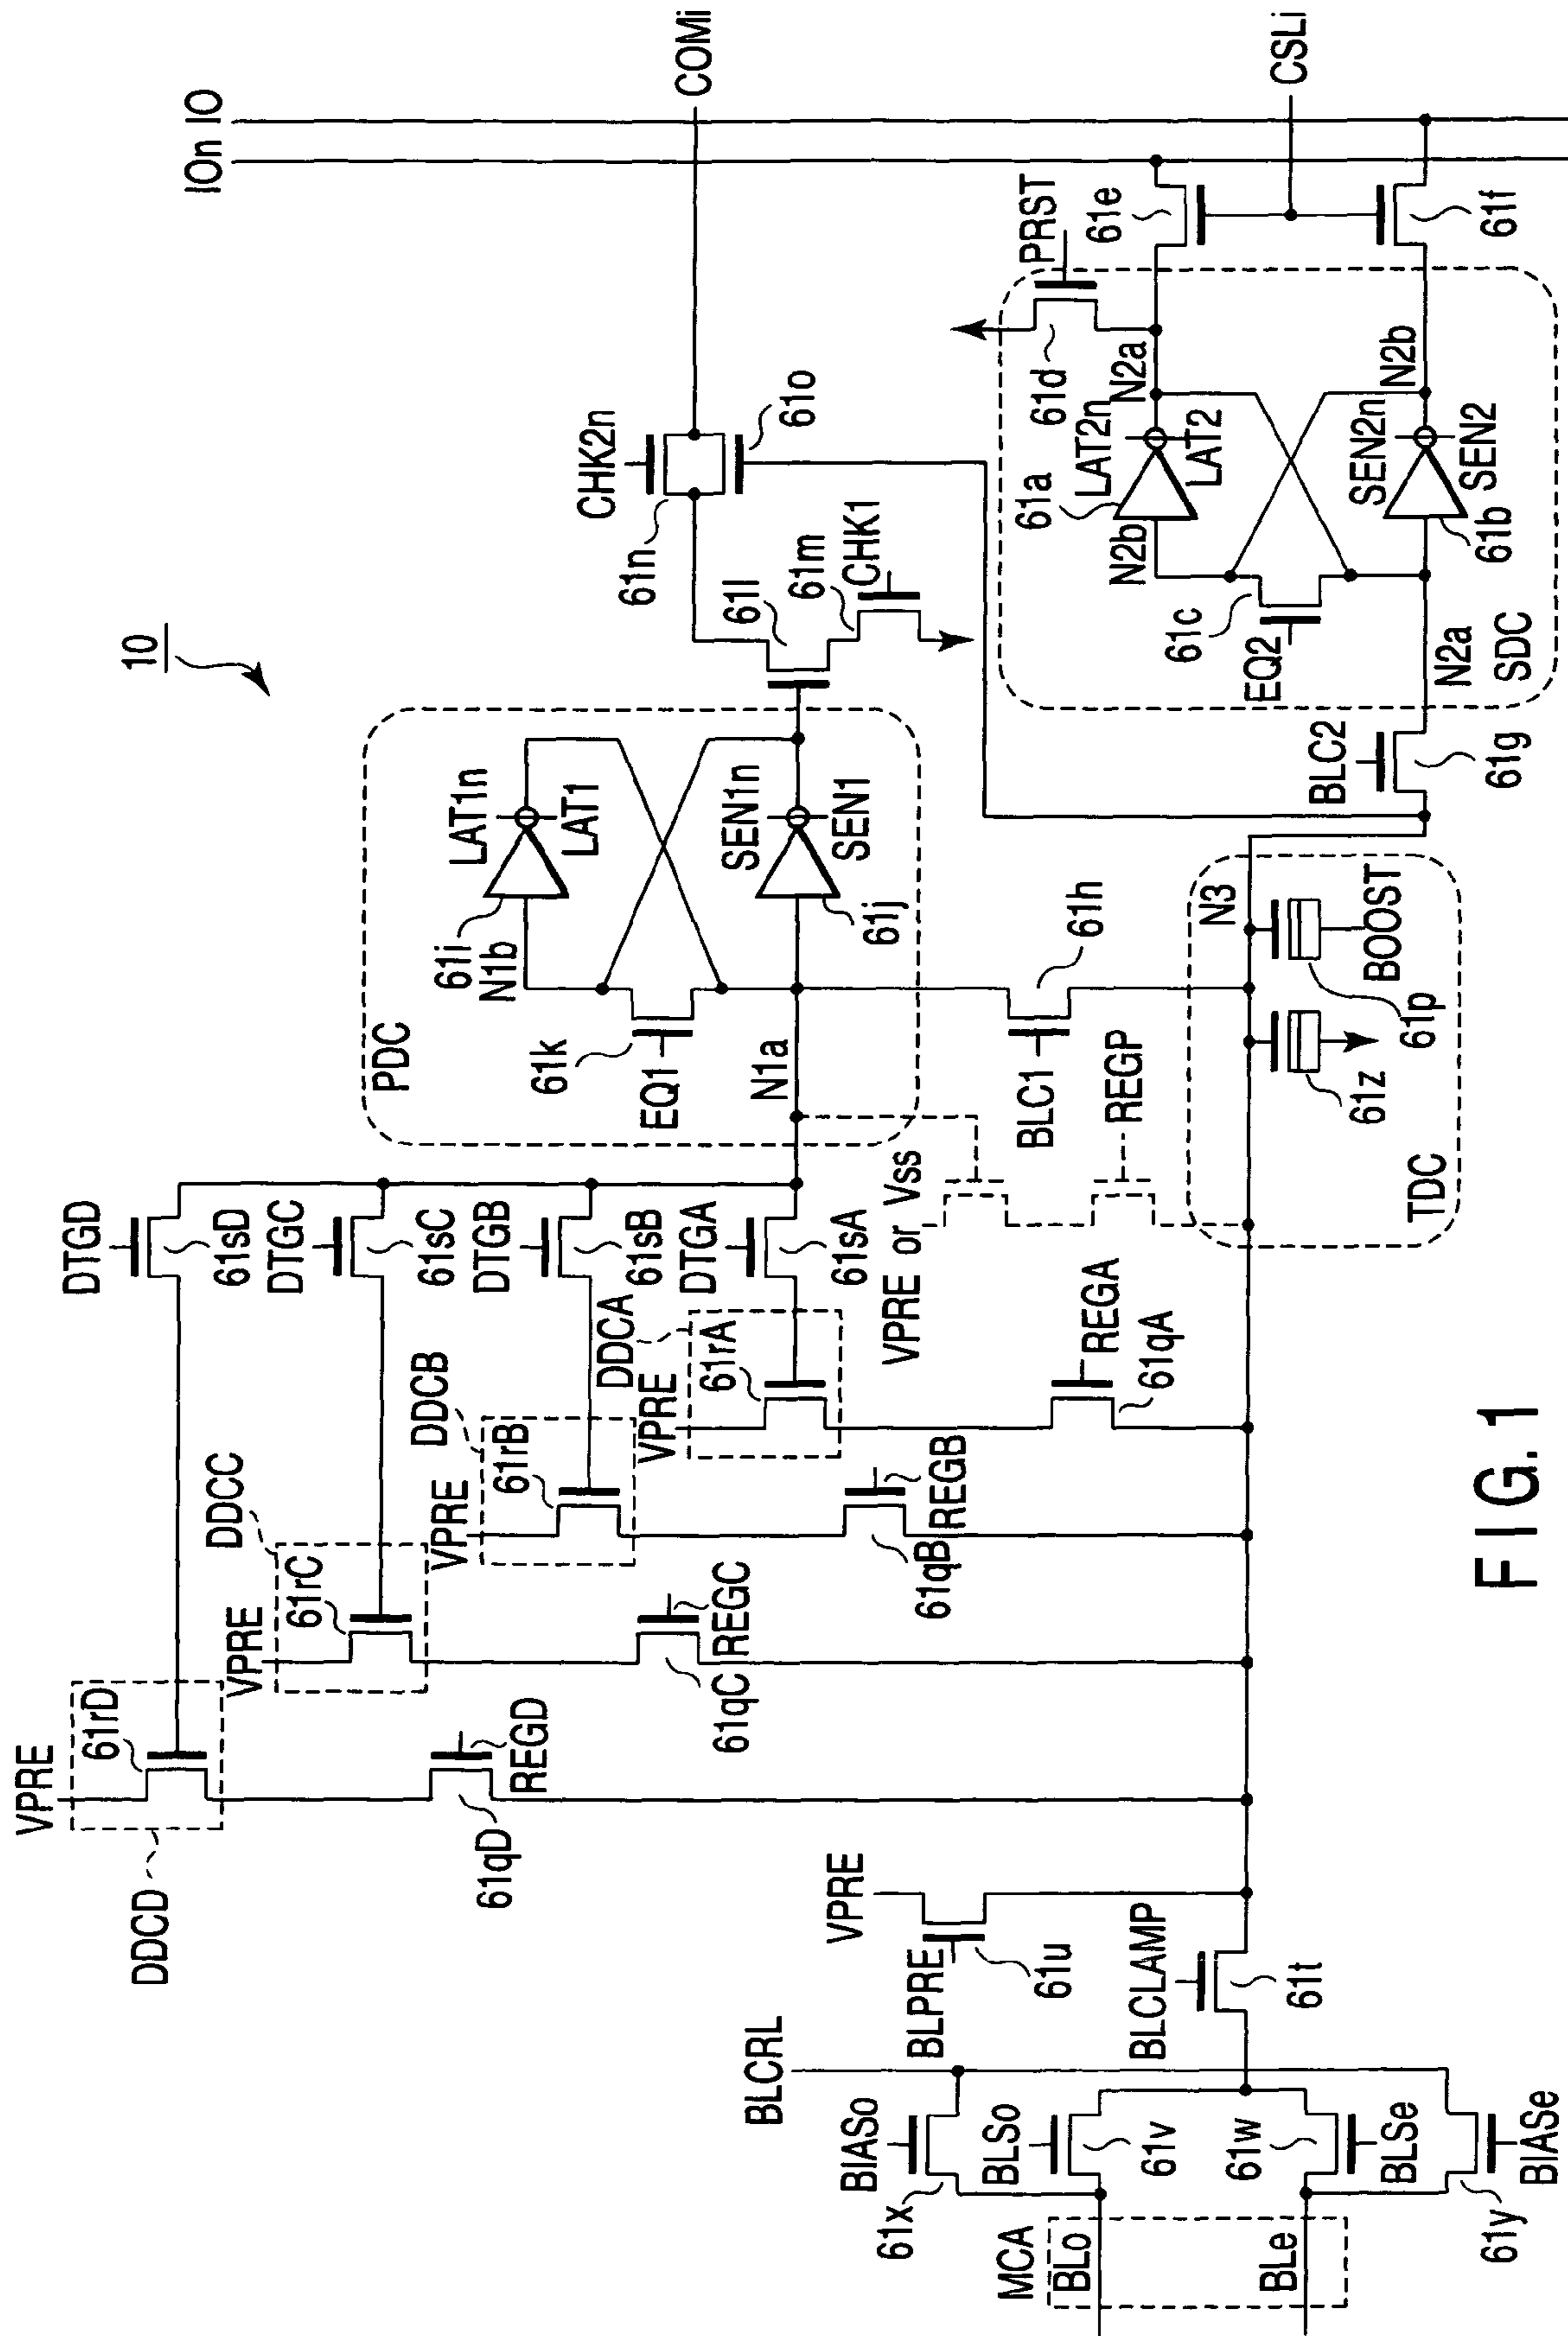 10
IOn
IO
COMi
CSLi
CHK2n
61n
61o
61l
61m
CHK1
PRST
61e
61f
61d
N2a
N2b
LAT2n
LAT2
61a
N2b
SEN2n
SEN2
61b
61c
EQ2
N2a
SDC
BLC2
61g
PDC
LAT1n
LAT1
SEN1n
SEN1
61i
N1b
61j
61k
EQ1
N1a
BLC1
61h
REGP
VPRE or Vss
N3
BOOST
61p
61z
TDC
DTGD
61sD
DTGC
61sC
DTGB
61sB
DTGA
61sA
DDCA
61rA
VPRE
REGA
61qA
DDCB
61rB
VPRE
REGB
61qB
DDCC
61rC
VPRE
REGC
61qC
VPRE
61rD
DDCD
REGD
61qD
VPRE
BLPRE
61u
BLCLAMP
61t
BLCRL
BIASo
61x
BLSo
61v
61w
BLSe
BIASe
61y
MCA
BLo
BLe
FIG. 1